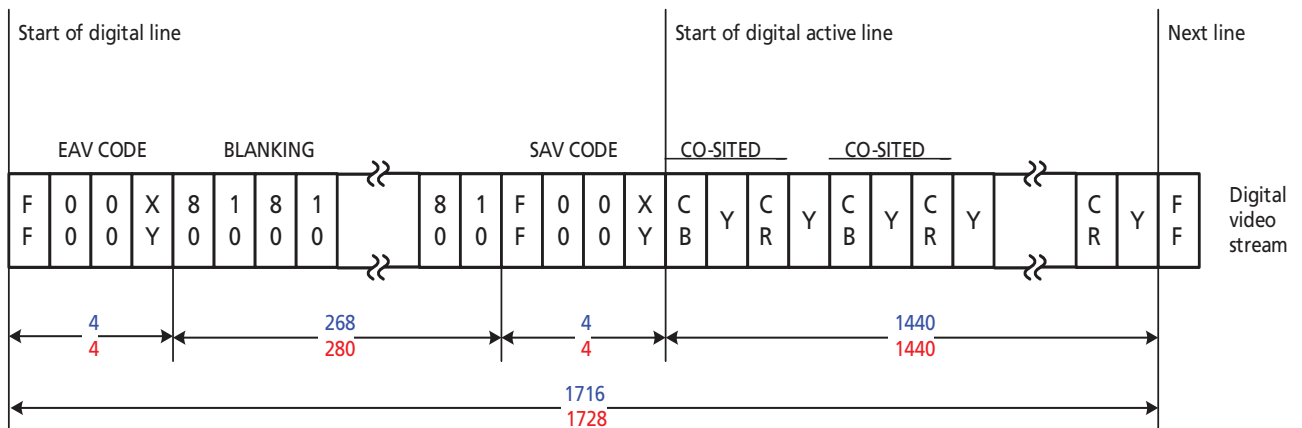 Start of digital line
Start of digital active line
Next line
EAV CODE
BLANKING
SAV CODE
CO-SITED
CO-SITED
F 0 0 X 8 1 8 1 8 1 F 0 0 X C Y C Y C Y C Y C Y F
F 0 0 Y 0 0 0 0 0 0 F 0 0 Y B R B R R F
Digital
video
stream
4 268 4 1440
4 280 4 1440
1716
1728